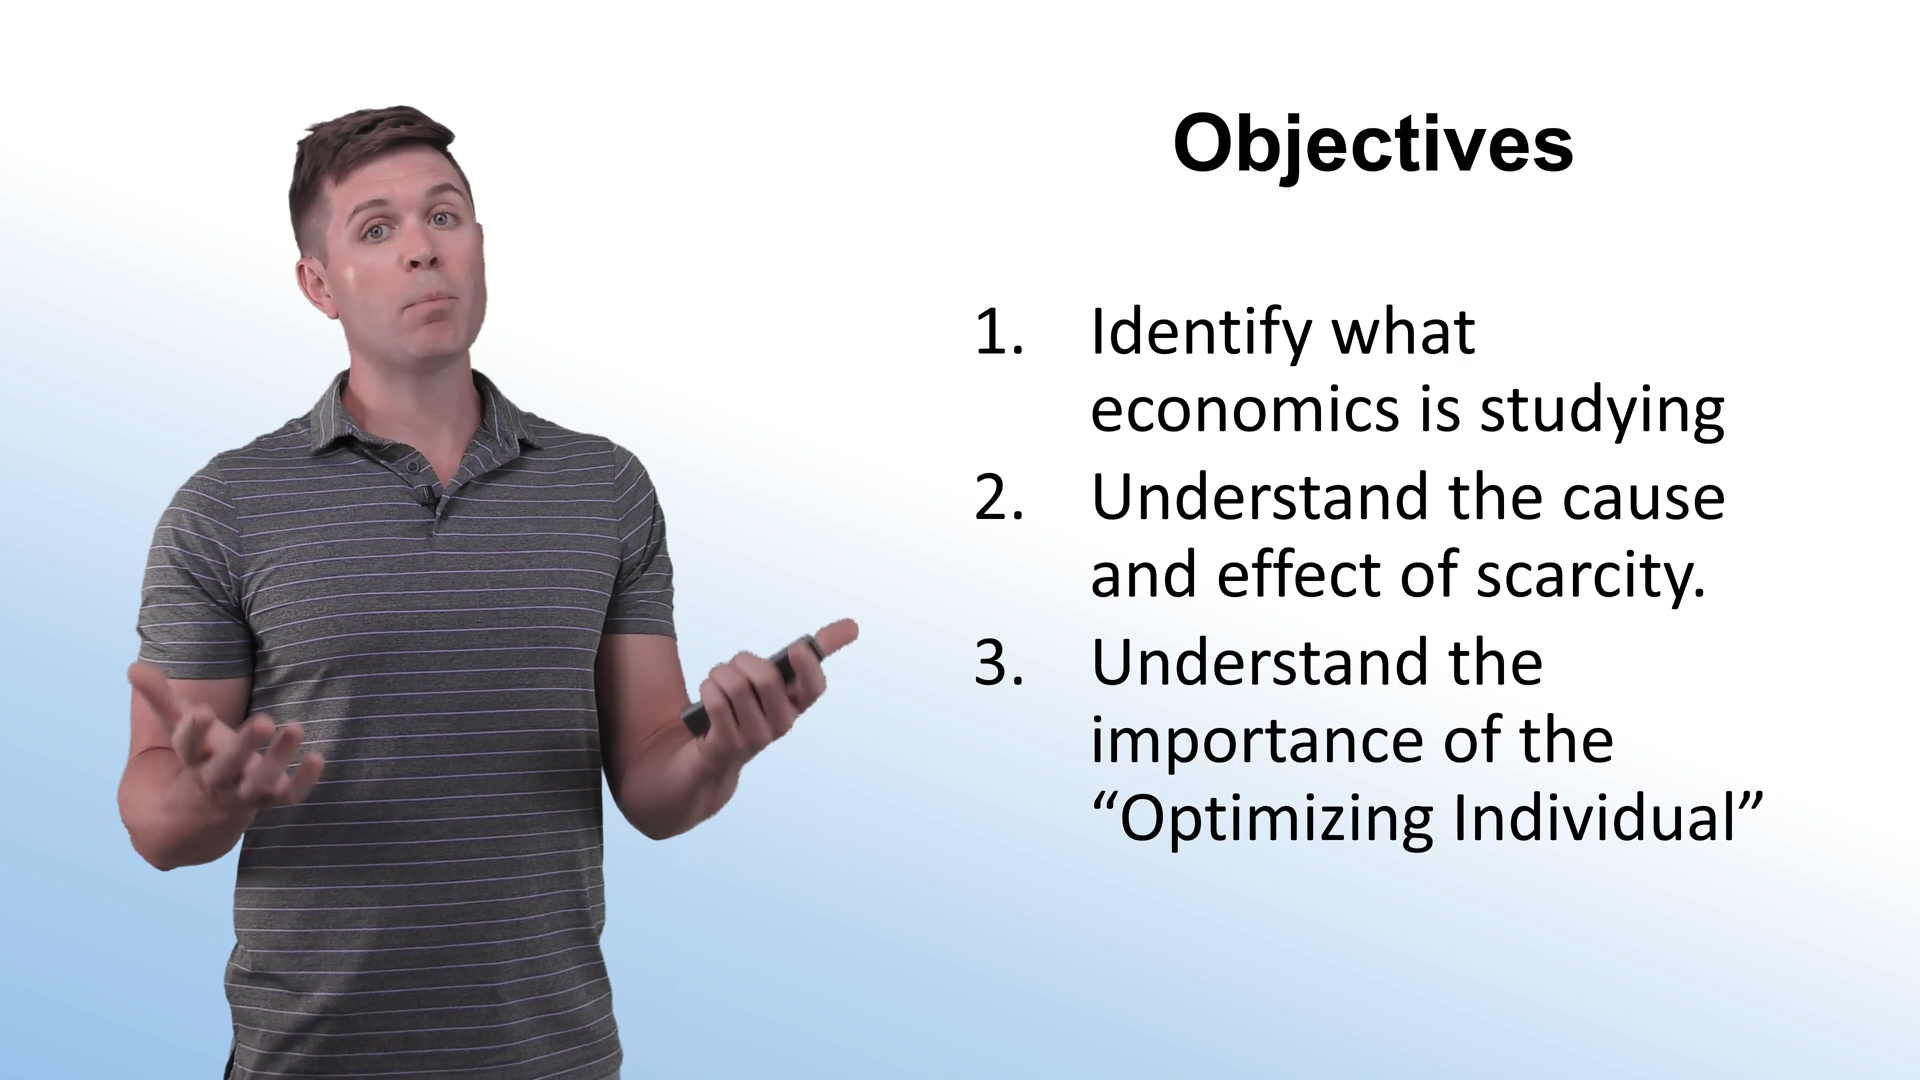 Objectives
1. Identify what
economics is studying
2. Understand the cause
and effect of scarcity.
3. Understand the
importance of the
“Optimizing Individual”